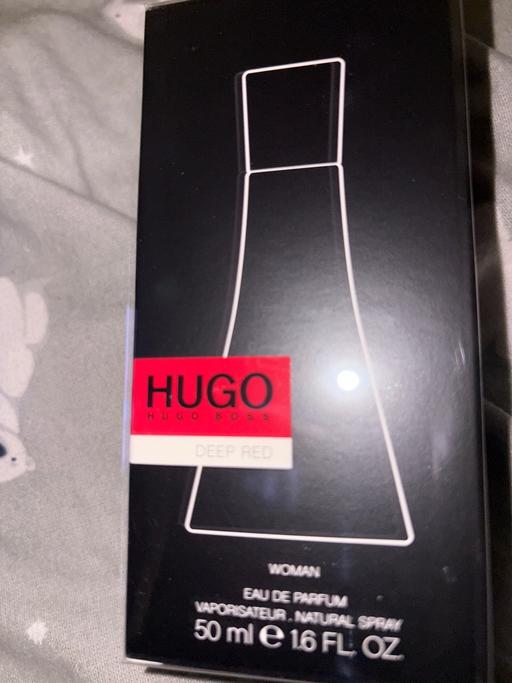 HUGO
HUGO BOSS
DEEP RED
WOMAN
EAU DE PARFUM
VAPORISATEUR . NATURAL SPRAY
50 ml e 1.6 FL. OZ.